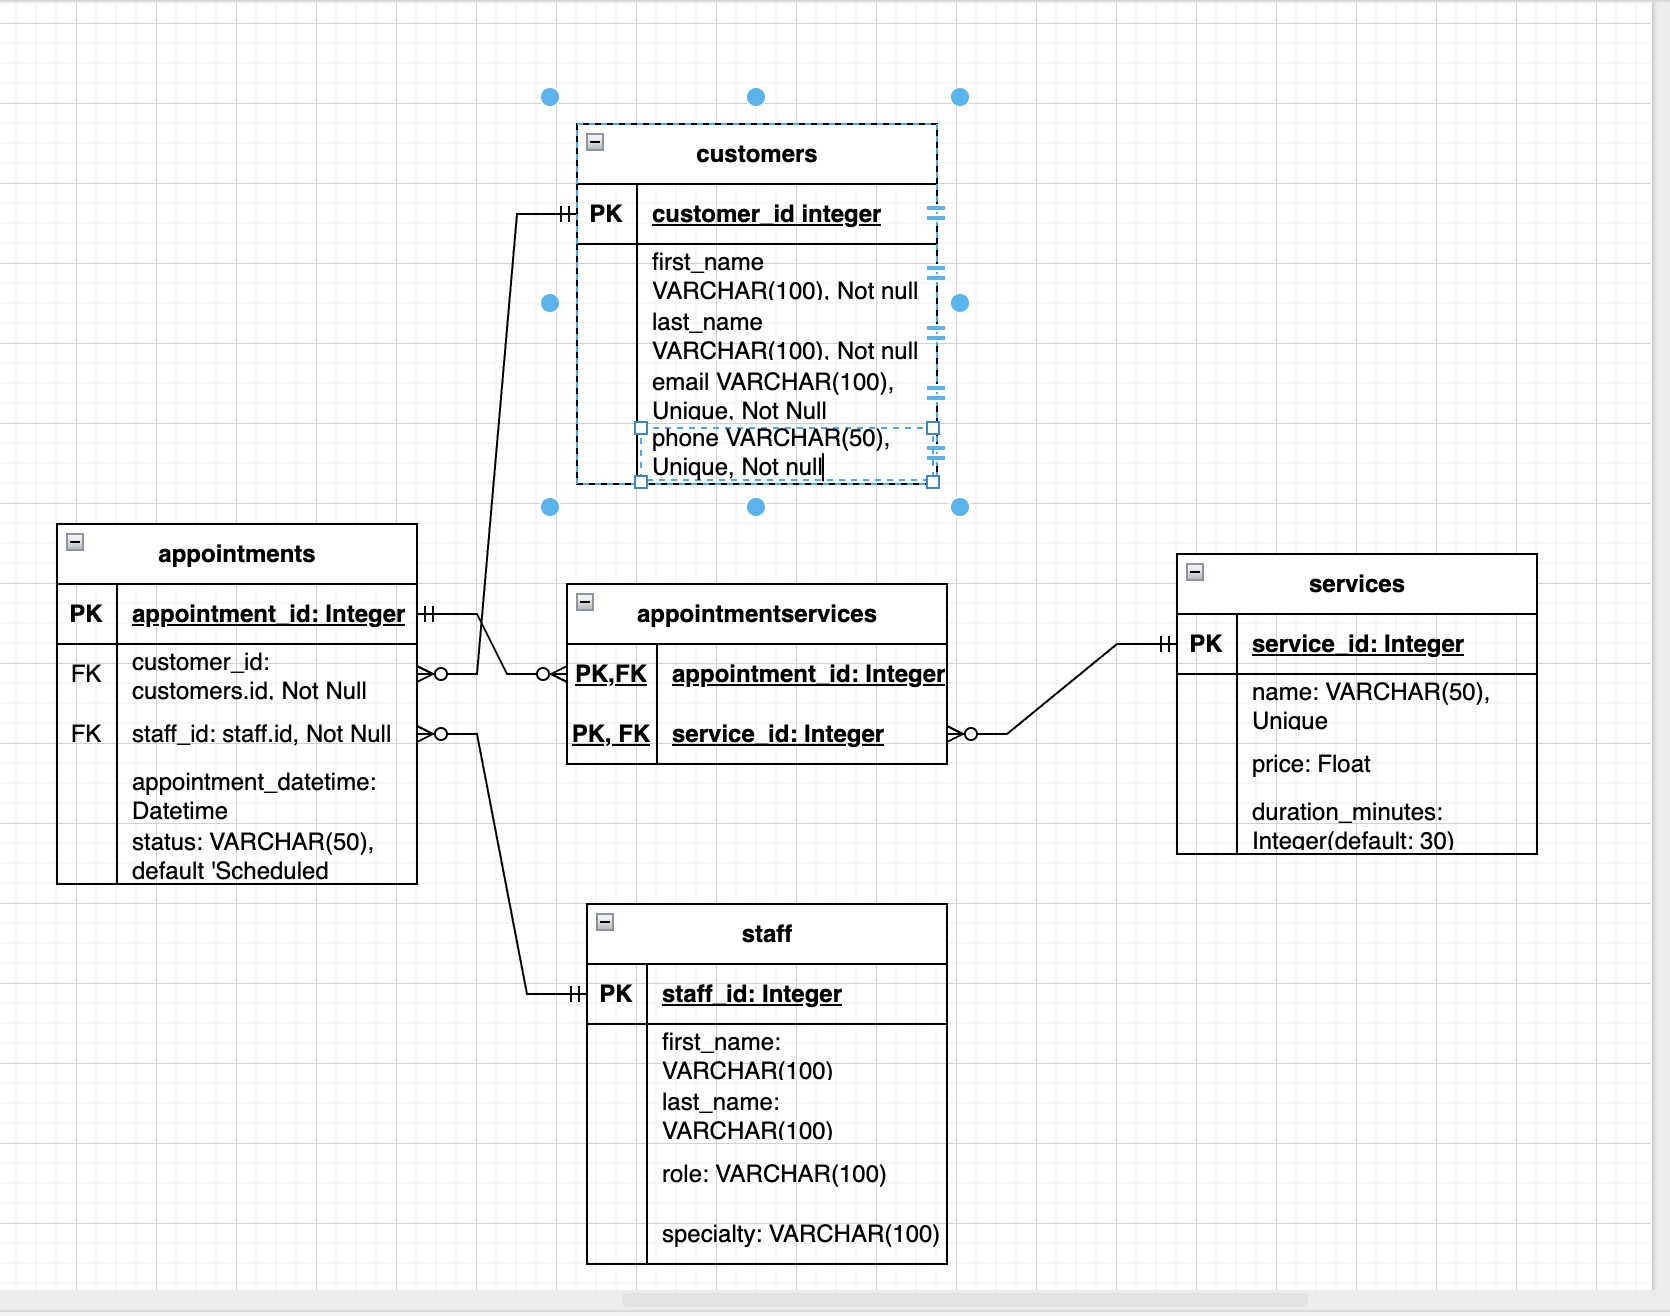 customers
PK customer_id integer
first_name
VARCHAR(100), Not null
last_name
VARCHAR(100), Not null
email VARCHAR(100),
Unique, Not Null
phone VARCHAR(50),
Unique, Not null
appointments
PK appointment_id: Integer
FK customer_id:
customers.id, Not Null
FK staff_id: staff.id, Not Null
appointment_datetime:
Datetime
status: VARCHAR(50),
default 'Scheduled
appointmentservices
PK,FK appointment_id: Integer
PK, FK service_id: Integer
services
PK service_id: Integer
name: VARCHAR(50),
Unique
price: Float
duration_minutes:
Integer(default: 30)
staff
PK staff_id: Integer
first_name:
VARCHAR(100)
last_name:
VARCHAR(100)
role: VARCHAR(100)
specialty: VARCHAR(100)